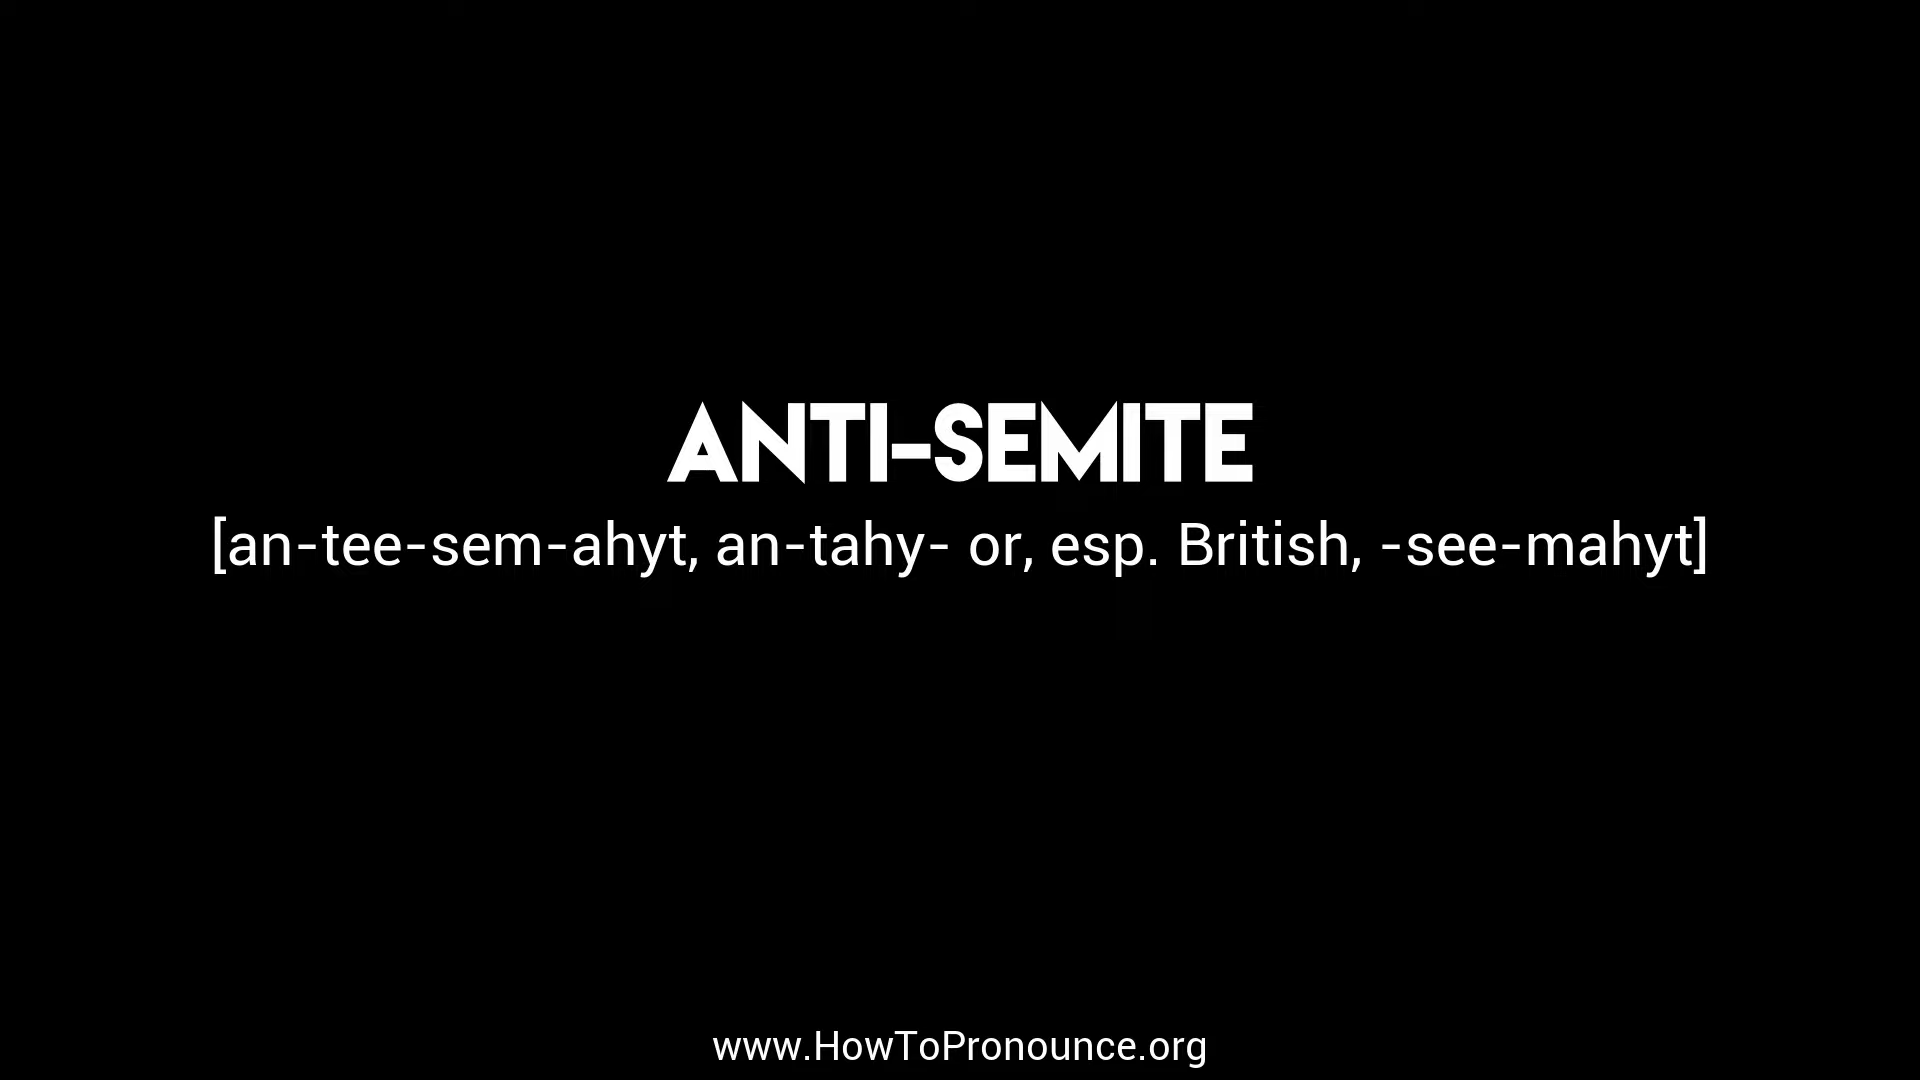 ANTI-SEMITE
[an-tee-sem-ahyt, an-tahy- or, esp. British, -see-mahyt]
www.HowToPronounce.org